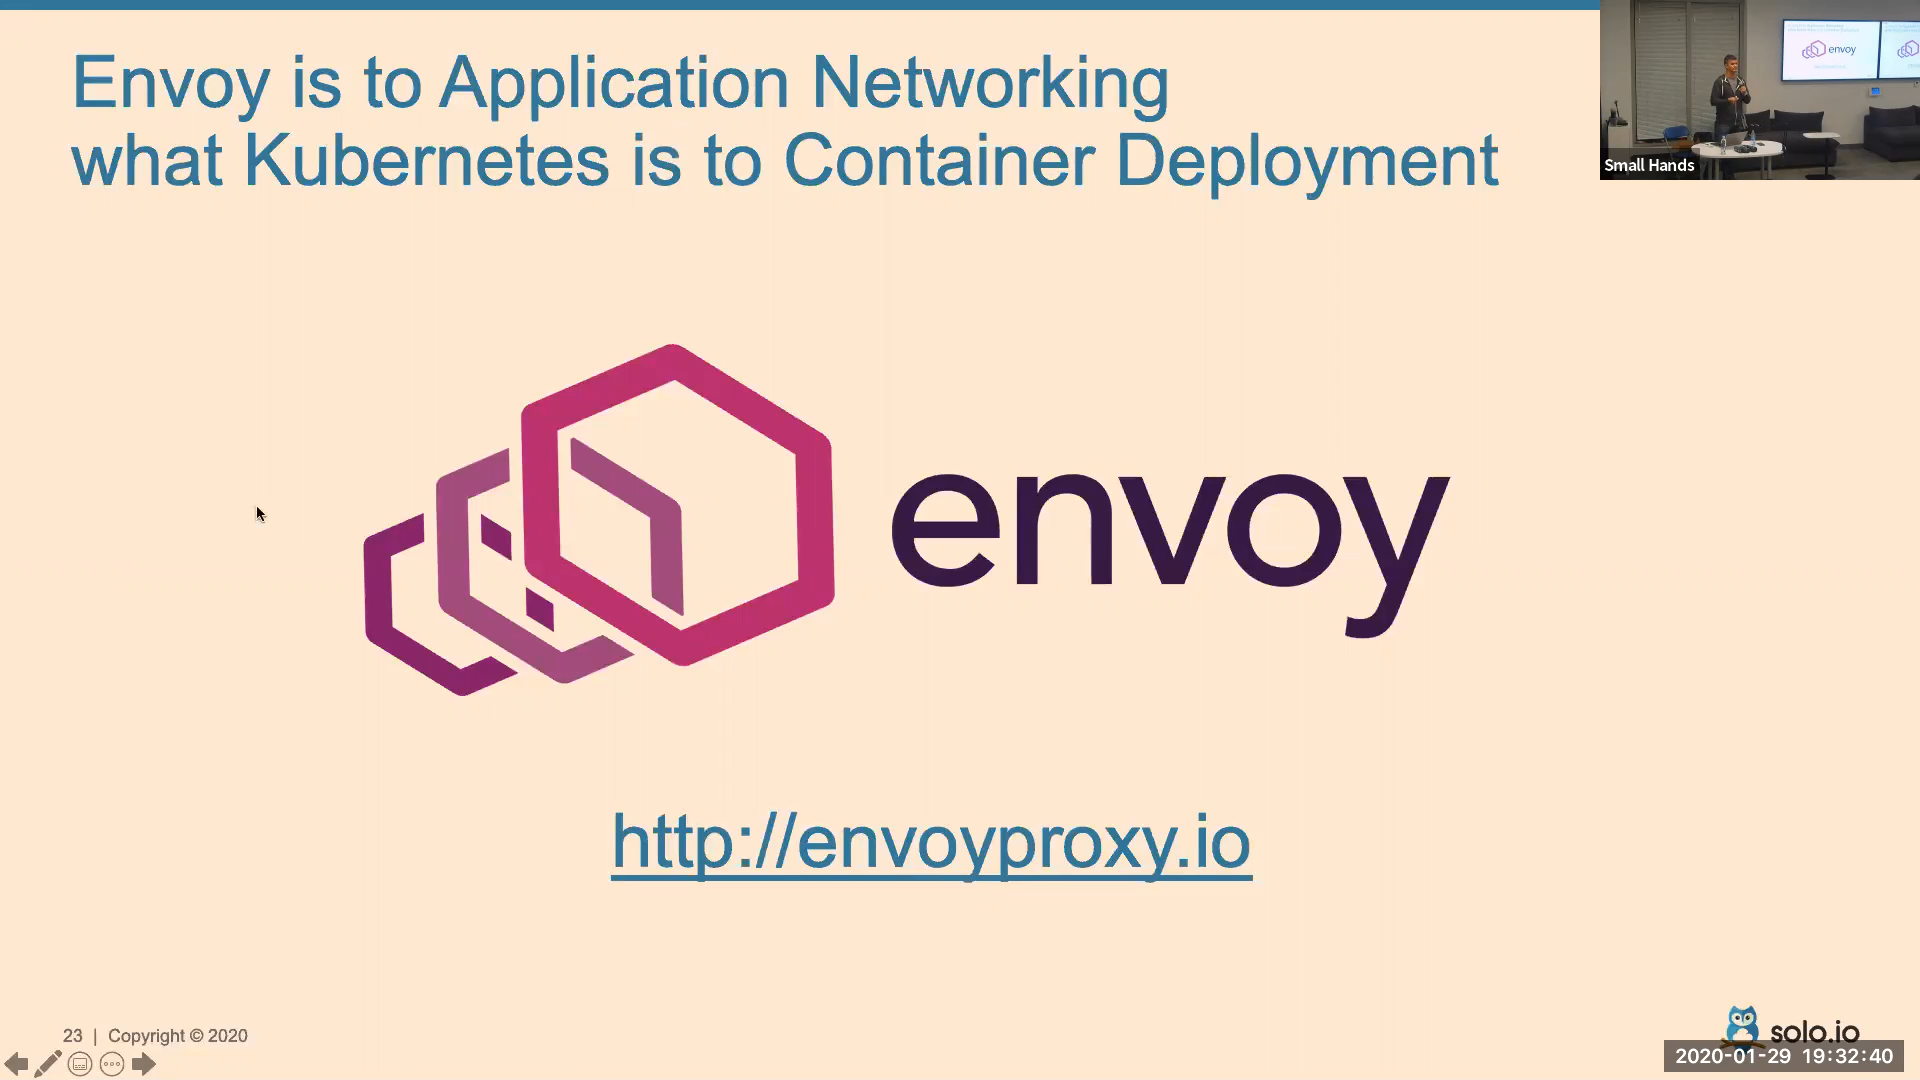 Envoy is to Application Networking
what Kubernetes is to Container Deployment
envoy
Small Hands
envoy
http://envoyproxy.io
23 | Copyright © 2020
solo.io
2020-01-29 19:32:40